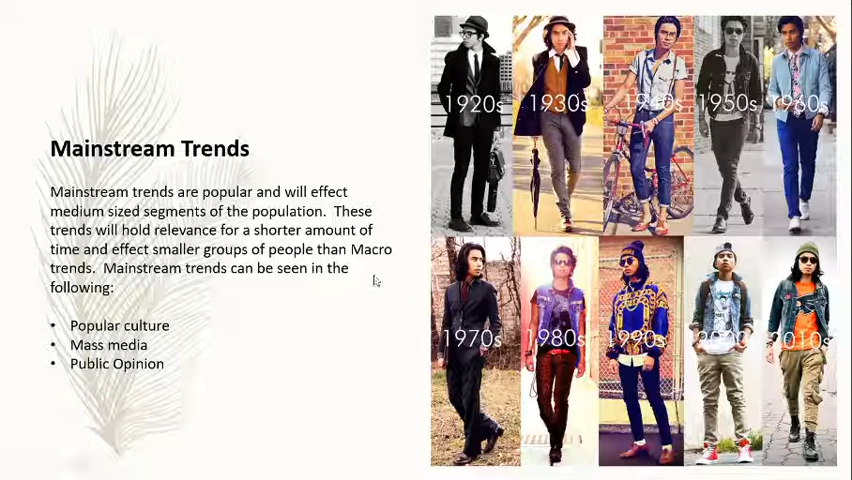 Mainstream Trends
Mainstream trends are popular and will effect
medium sized segments of the population.  These
trends will hold relevance for a shorter amount of
time and effect smaller groups of people than Macro
trends.  Mainstream trends can be seen in the
following:
• Popular culture
• Mass media
• Public Opinion
1920s
1930s
1940s
1950s
1960s
1970s
1980s
1990s
2000s
2010s